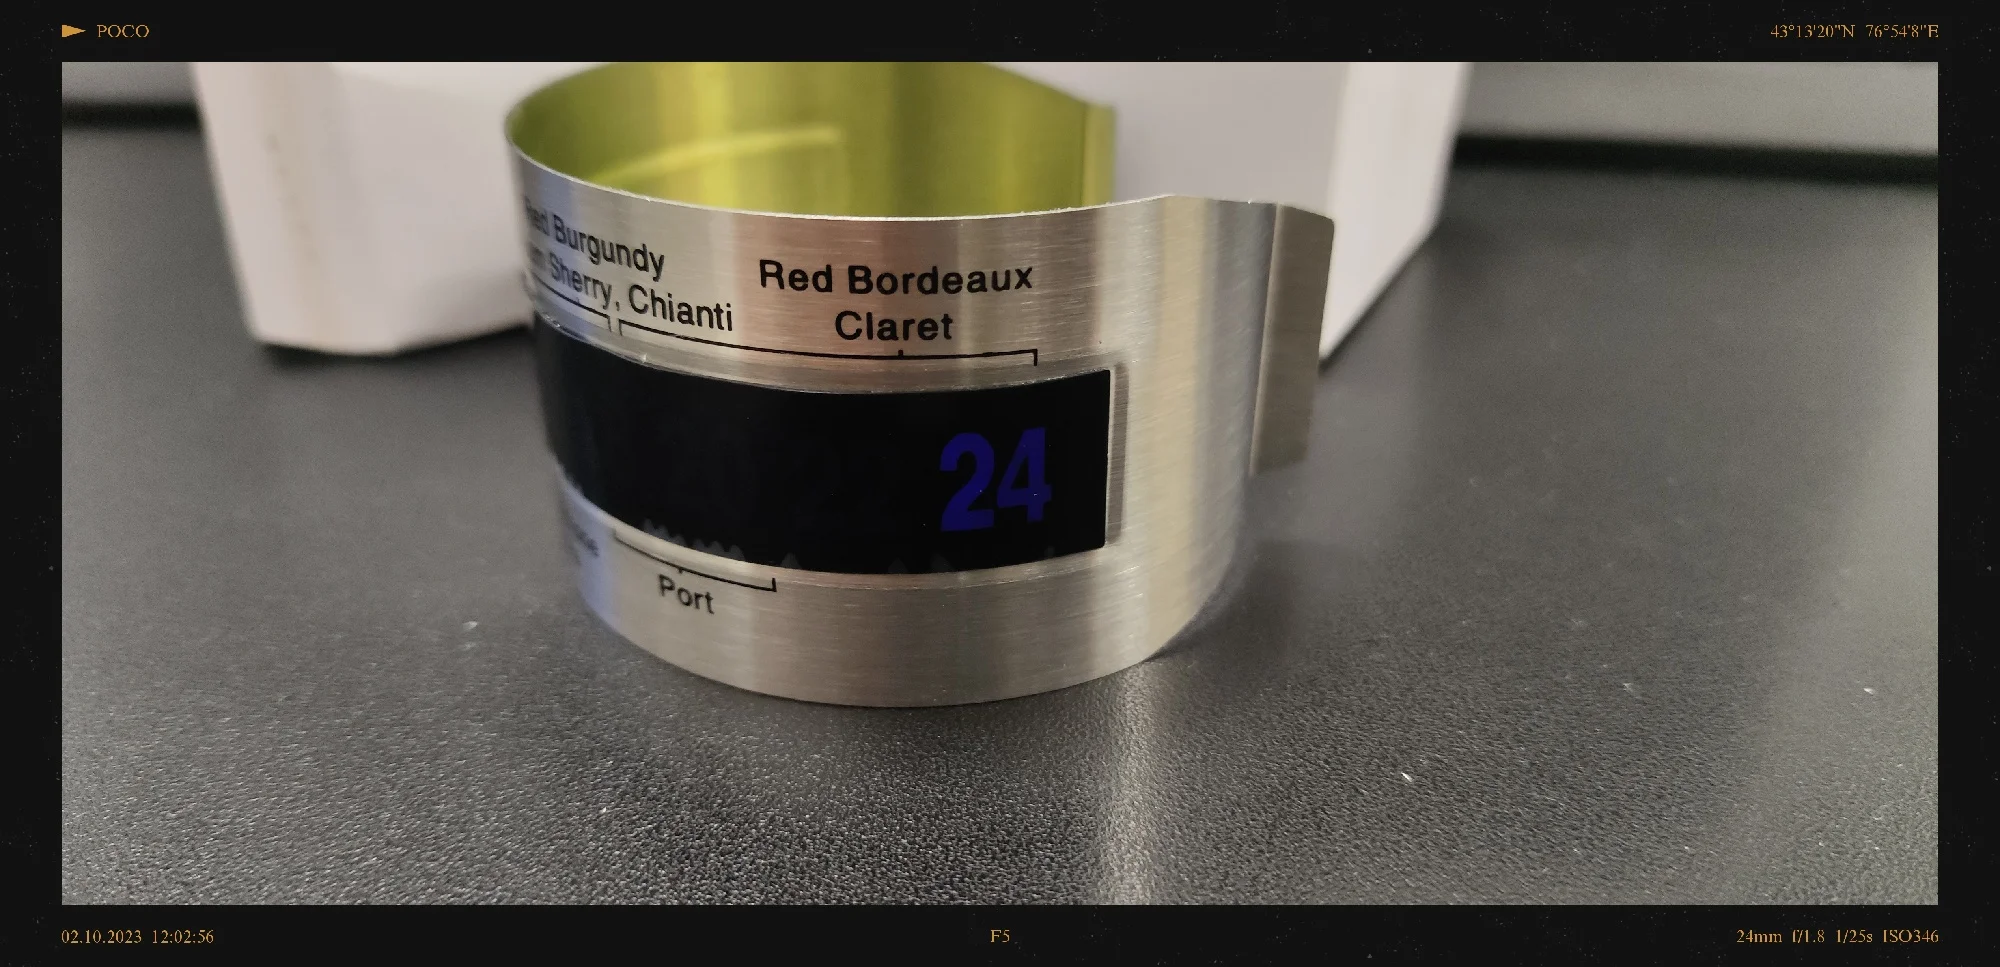 POCO
43°13'20"N 76°54'8"E
Red Burgundy
Sherry, Chianti
Red Bordeaux
Claret
24
Port
02.10.2023 12:02:56
F5
24mm f/1.8 1/25s ISO346